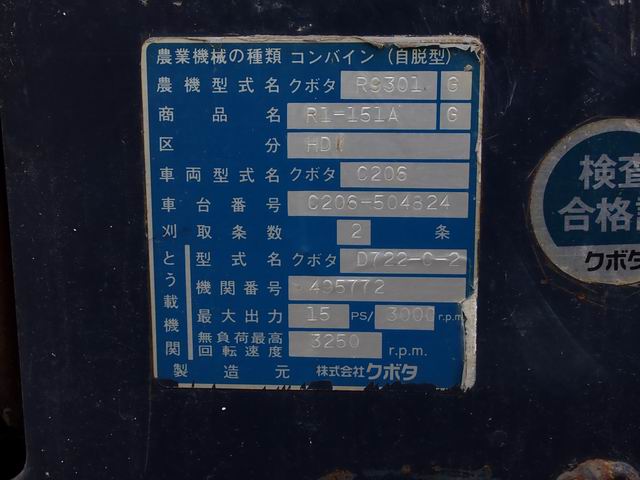 農業機械の種類 コンバイン (自脱型)
農機型式名 クボタ R9301 G
商品名 R1-151A G
区分 HD
車両型式名 クボタ C206
車台番号 C206-504824
刈取条数 2 条
とう載機関
型式名 クボタ D722-C-2
機関番号 495772
最大出力 15 PS/ 3000 r.p.m
無負荷最高回転速度 3250 r.p.m.
製造元 株式会社クボタ
検査
合格
クボタ